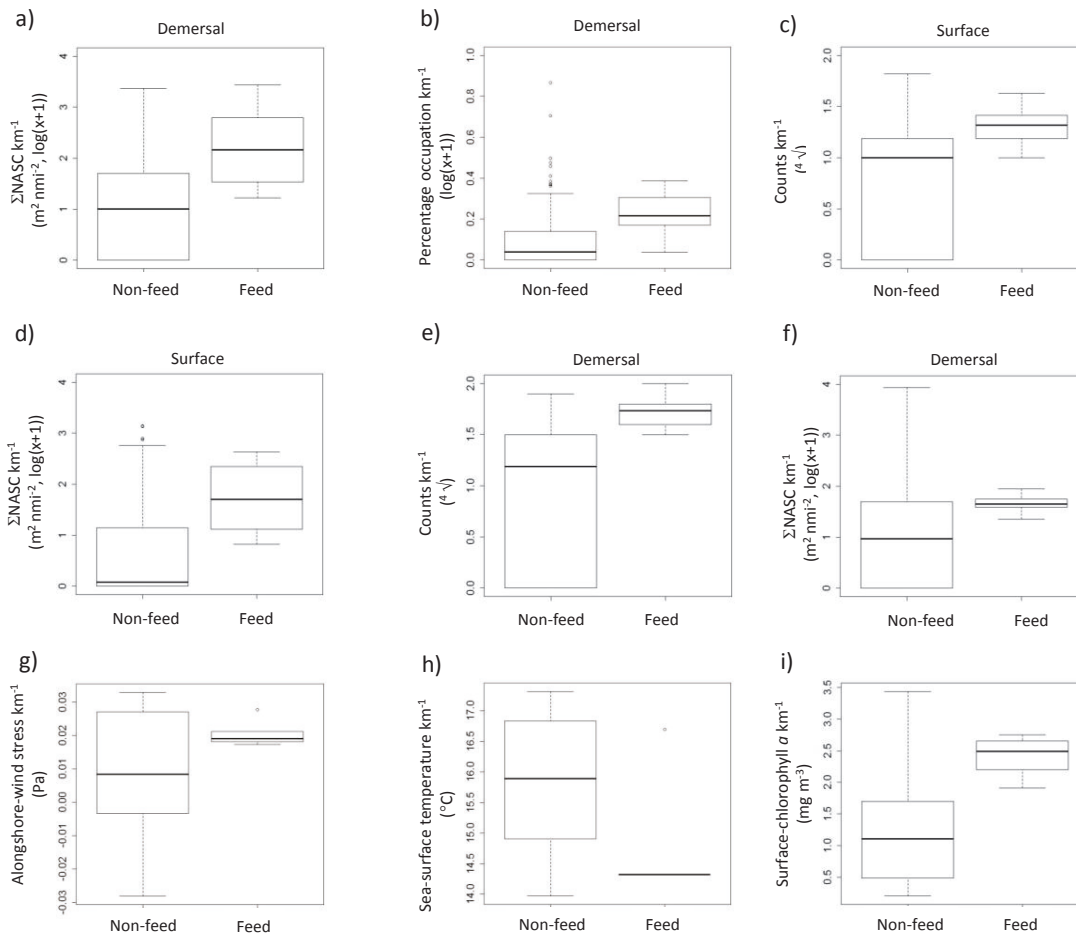 a)
Demersal
ΣNASC km⁻¹
(m² nmi⁻², log(x+1))
4
3
2
1
0
Non-feed
Feed
b)
Demersal
Percentage occupation km⁻¹
(log(x+1))
1.0
0.8
0.6
0.4
0.2
0.0
Non-feed
Feed
c)
Surface
Counts km⁻¹
(⁴ √)
2.0
1.5
1.0
0.5
0.0
Non-feed
Feed
d)
Surface
ΣNASC km⁻¹
(m² nmi⁻², log(x+1))
4
3
2
1
0
Non-feed
Feed
e)
Demersal
Counts km⁻¹
(⁴ √)
2.0
1.5
1.0
0.5
0.0
Non-feed
Feed
f)
Demersal
ΣNASC km⁻¹
(m² nmi⁻², log(x+1))
4
3
2
1
0
Non-feed
Feed
g)
Alongshore-wind stress km⁻¹
(Pa)
0.03
0.02
0.01
0.00
-0.01
-0.02
-0.03
Non-feed
Feed
h)
Sea-surface temperature km⁻¹
(°C)
17.0
16.5
16.0
15.5
15.0
14.5
14.0
Non-feed
Feed
i)
Surface-chlorophyll a km⁻¹
(mg m⁻³)
3.5
3.0
2.5
2.0
1.5
1.0
0.5
Non-feed
Feed